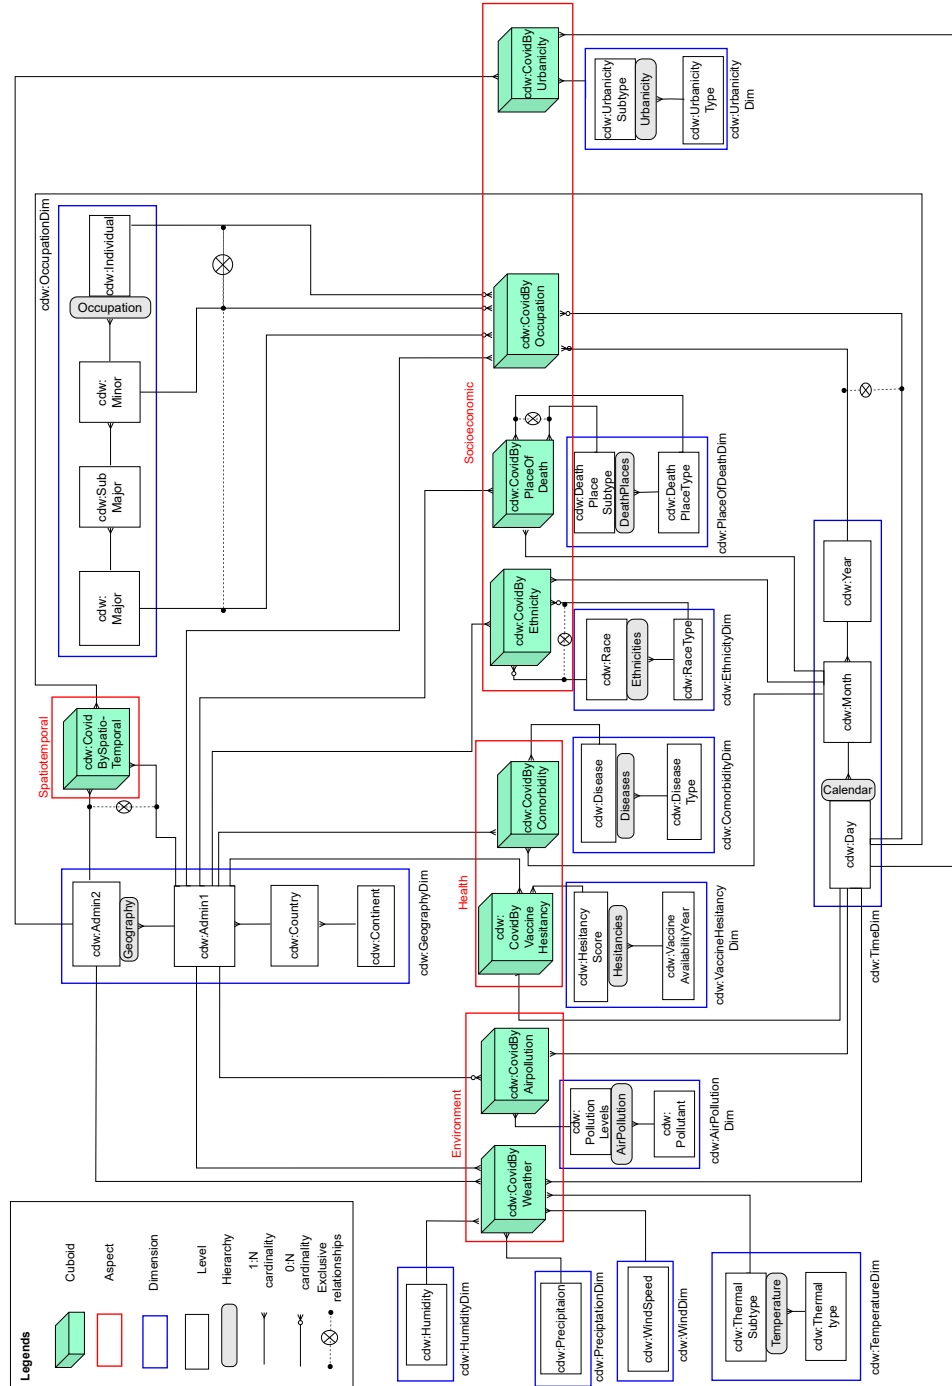 Legends
Cuboid
Aspect
Dimension
Level
Hierarchy
1:N
cardinality
0:N
cardinality
Exclusive
relationships
cdw:OccupationDim
cdw:
Major
cdw:Sub
Major
cdw:
Minor
Occupation
cdw:Individual
Spatiotemporal
cdw:Covid
BySpatio-
Temporal
cdw:Admin2
Geography
cdw:Admin1
cdw:Country
cdw:Continent
cdw:GeographyDim
Environment
cdw:CovidBy
Weather
cdw:CovidBy
Airpollution
Health
cdw:
CovidBy
Vaccine
Hesitancy
cdw:CovidBy
Comorbidity
Socioeconomic
cdw:CovidBy
Ethnicity
cdw:CovidBy
PlaceOf
Death
cdw:CovidBy
Occupation
cdw:CovidBy
Urbanicity
cdw:Humidity
cdw:HumidityDim
cdw:Precipitaion
cdw:PreciptationDim
cdw:WindSpeed
cdw:WindDim
cdw:Thermal
Subtype
Temperature
cdw:Thermal
type
cdw:TemperatureDim
cdw:
Pollution
Levels
AirPollution
cdw:
Pollutant
cdw:AirPollution
Dim
cdw:Hesitancy
Score
Hesitancies
cdw:Vaccine
AvailabilityYear
cdw:VaccineHesitancy
Dim
cdw:Disease
Diseases
cdw:Disease
Type
cdw:ComorbidityDim
cdw:Race
Ethnicities
cdw:RaceType
cdw:EthnicityDim
cdw:Death
Place
Subtype
DeathPlaces
cdw:Death
PlaceType
cdw:PlaceOfDeathDim
cdw:Urbanicity
Subtype
Urbanicity
cdw:Urbanicity
Type
cdw:Urbanicity
Dim
cdw:Day
Calendar
cdw:Month
cdw:Year
cdw:TimeDim